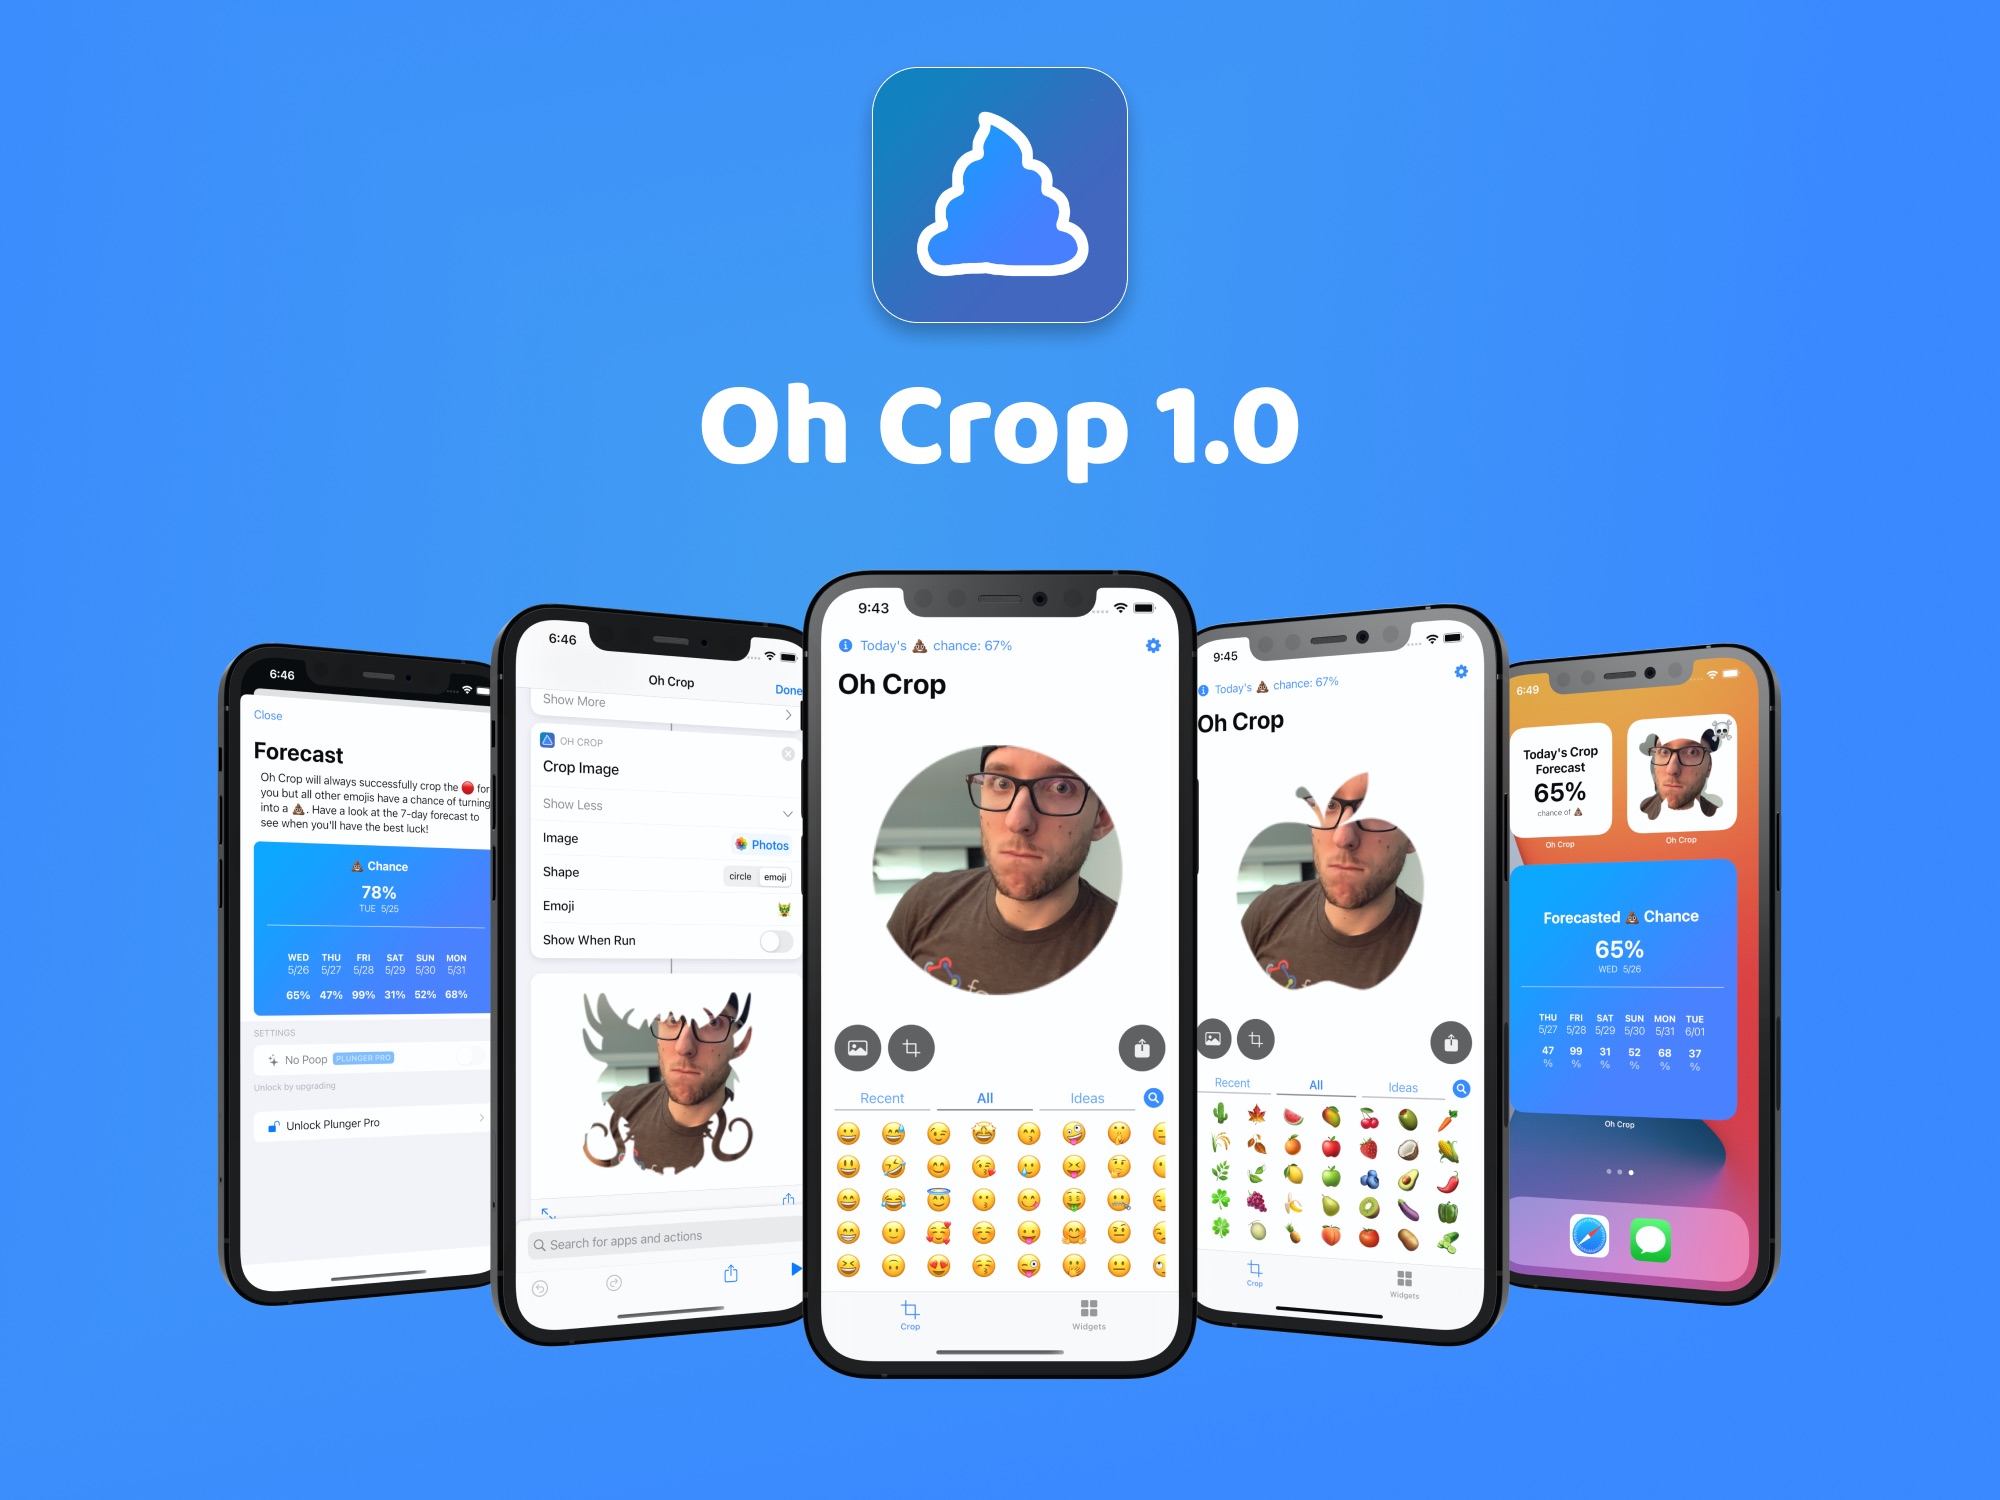 Oh Crop 1.0
6:46
Close
Forecast
Oh Crop will always successfully crop the 🔴 for
you but all other emojis have a chance of turning
into a 💩. Have a look at the 7-day forecast to
see when you'll have the best luck!
💩 Chance
78%
TUE 5/25
WED THU FRI SAT SUN MON
5/26 5/27 5/28 5/29 5/30 5/31
65% 47% 99% 31% 52% 68%
SETTINGS
No Poop PLUNGER PRO
Unlock by upgrading
Unlock Plunger Pro
6:46
Oh Crop
Done
Show More
OH CROP
Crop Image
Show Less
Image Photos
Shape circle emoji
Emoji
Show When Run
Search for apps and actions
9:43
Today's 💩 chance: 67%
Oh Crop
Recent All Ideas
Crop Widgets
9:45
Today's 💩 chance: 67%
Oh Crop
Recent All Ideas
Crop Widgets
6:49
Today's Crop
Forecast
65%
chance of 💩
Oh Crop
Oh Crop
Forecasted 💩 Chance
65%
WED 5/26
THU FRI SAT SUN MON TUE
5/27 5/28 5/29 5/30 5/31 6/01
47 99 31 52 68 37
% % % % % %
Oh Crop